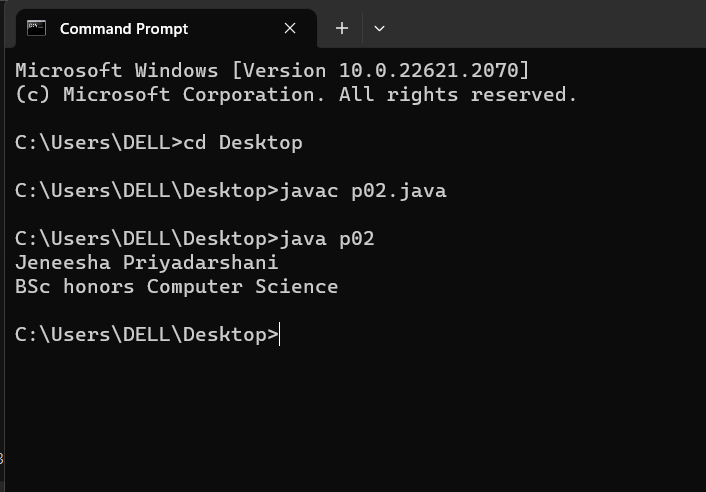 Command Prompt
Microsoft Windows [Version 10.0.22621.2070]
(c) Microsoft Corporation. All rights reserved.
C:\Users\DELL>cd Desktop
C:\Users\DELL\Desktop>javac p02.java
C:\Users\DELL\Desktop>java p02
Jeneesha Priyadarshani
BSc honors Computer Science
C:\Users\DELL\Desktop>